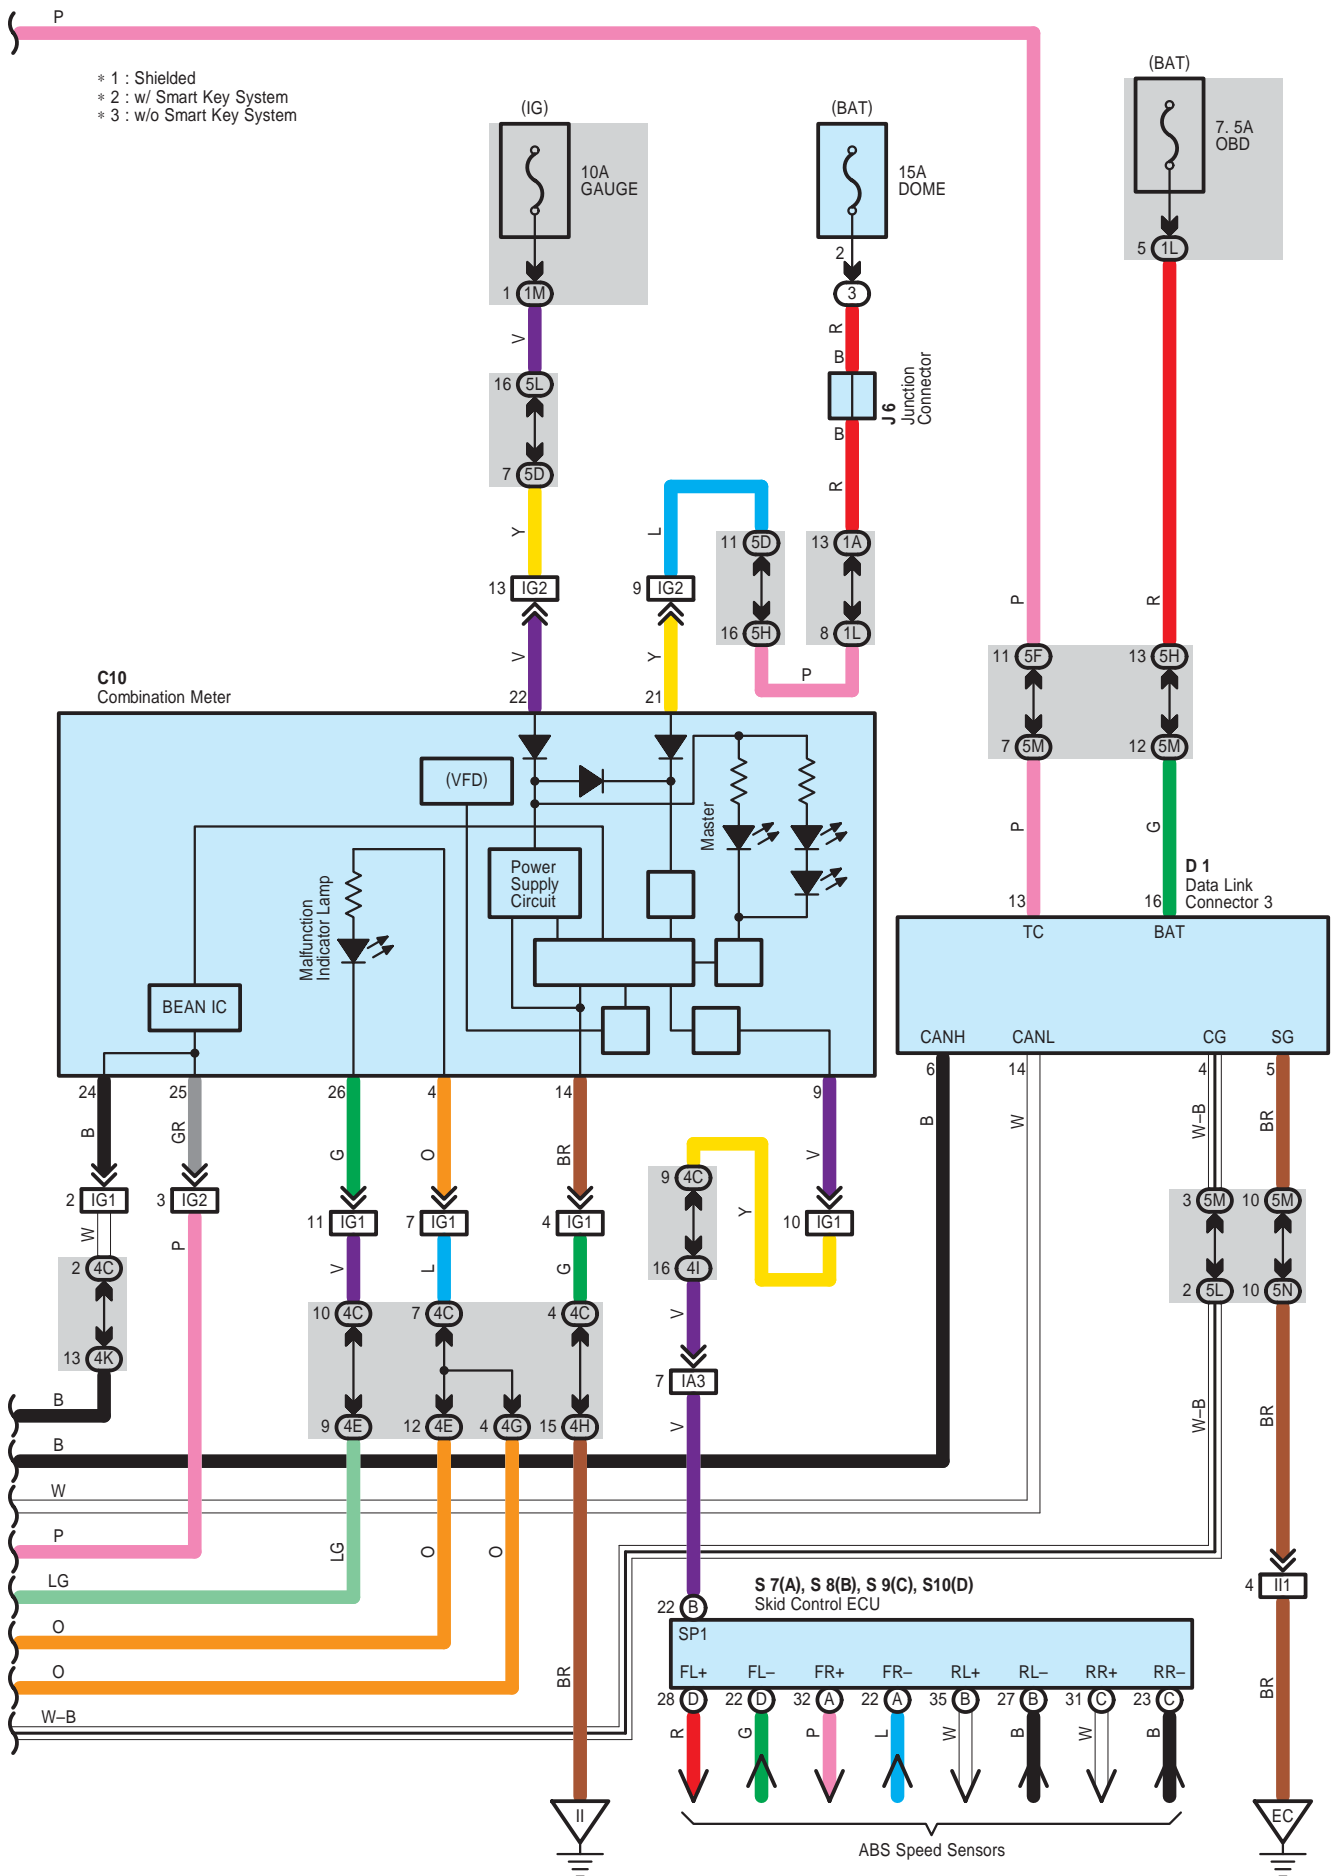 P
∗ 1 : Shielded
∗ 2 : w/ Smart Key System
∗ 3 : w/o Smart Key System
(IG)
(BAT)
(BAT)
10A
GAUGE
15A
DOME
7. 5A
OBD
1 1M
2
3
5 1L
V
R
B
16 5L
J 6
Junction
Connector
B
7 5D
R
Y
L
11 5D
13 1A
13 IG2
9 IG2
P
R
V
Y
16 5H
8 1L
11 5F
13 5H
P
C10
Combination Meter
22
21
7 5M
12 5M
(VFD)
Master
P
G
Power
Supply
Circuit
D 1
Data Link
Connector 3
Malfunction
Indicator Lamp
13
16
TC
BAT
BEAN IC
CANH
CANL
CG
SG
24
25
26
4
14
9
6
14
4
5
B
GR
G
O
BR
V
B
W
W–B
BR
9 4C
2 IG1
3 IG2
11 IG1
7 IG1
4 IG1
Y
10 IG1
3 5M
10 5M
W
P
2 4C
V
L
G
16 4I
2 5L
10 5N
10 4C
7 4C
4 4C
V
13 4K
7 IA3
B
9 4E
12 4E
4 4G
15 4H
V
W–B
BR
B
W
P
LG
O
O
LG
S 7(A), S 8(B), S 9(C), S10(D)
Skid Control ECU
4 II1
22 B
O
SP1
O
BR
FL+
FL–
FR+
FR–
RL+
RL–
RR+
RR–
BR
28 D
22 D
32 A
22 A
35 B
27 B
31 C
23 C
W–B
R
G
P
L
W
B
W
B
II
EC
ABS Speed Sensors